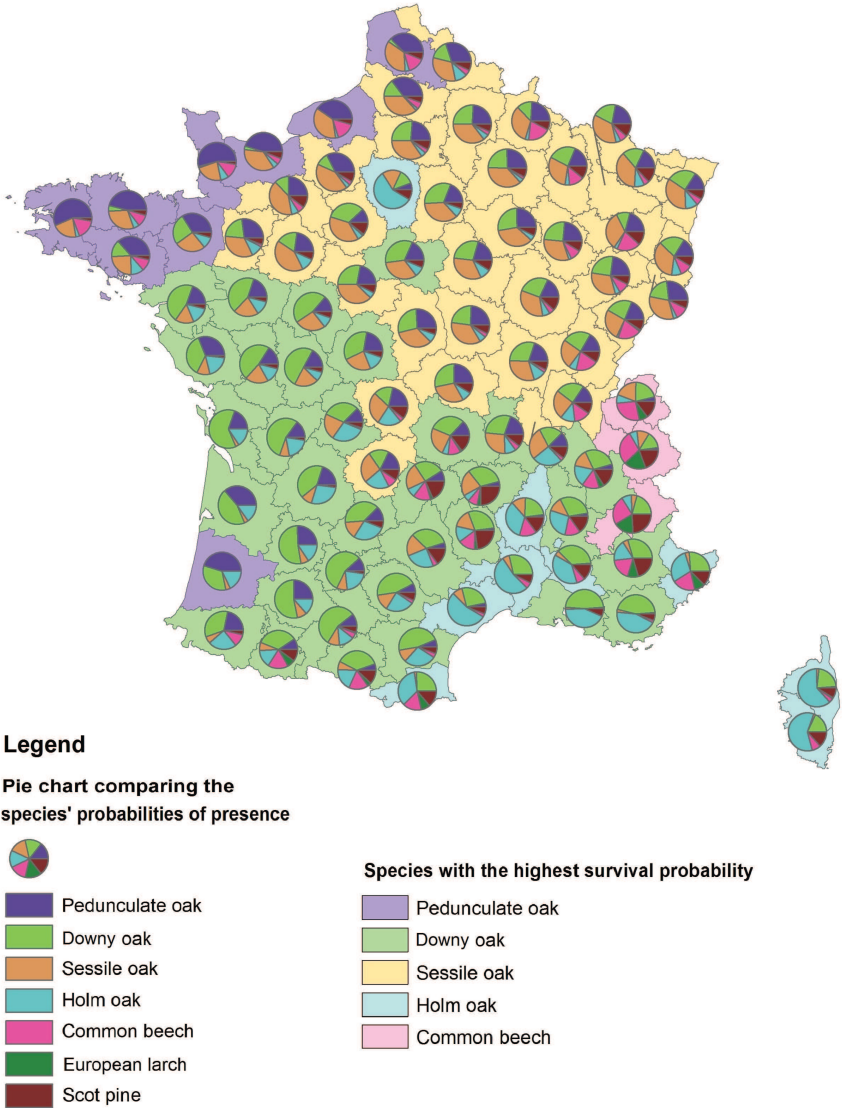 Legend
Pie chart comparing the
species' probabilities of presence
Pedunculate oak
Downy oak
Sessile oak
Holm oak
Common beech
European larch
Scot pine
Species with the highest survival probability
Pedunculate oak
Downy oak
Sessile oak
Holm oak
Common beech